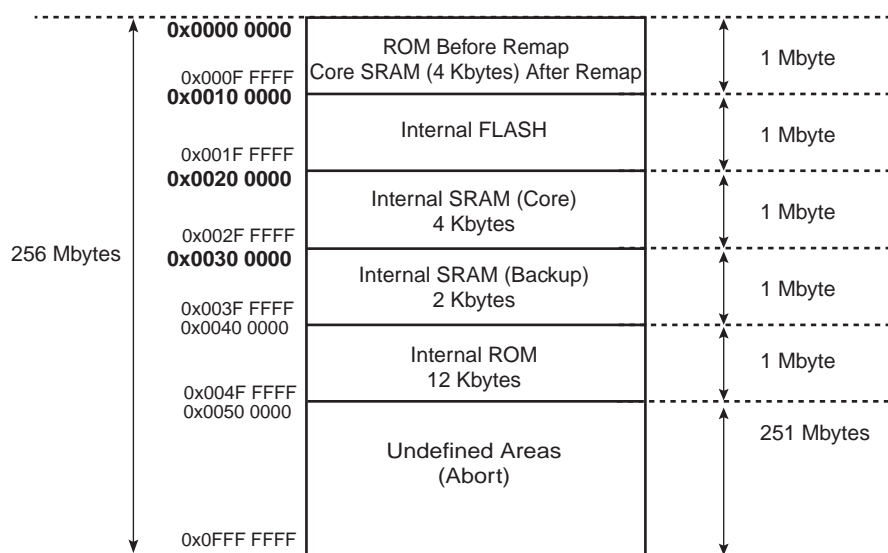 0x0000 0000
ROM Before Remap
Core SRAM (4 Kbytes) After Remap
1 Mbyte
0x000F FFFF
0x0010 0000
Internal FLASH
1 Mbyte
0x001F FFFF
0x0020 0000
Internal SRAM (Core)
4 Kbytes
1 Mbyte
0x002F FFFF
256 Mbytes
0x0030 0000
Internal SRAM (Backup)
2 Kbytes
1 Mbyte
0x003F FFFF
0x0040 0000
Internal ROM
12 Kbytes
1 Mbyte
0x004F FFFF
0x0050 0000
Undefined Areas
(Abort)
251 Mbytes
0x0FFF FFFF